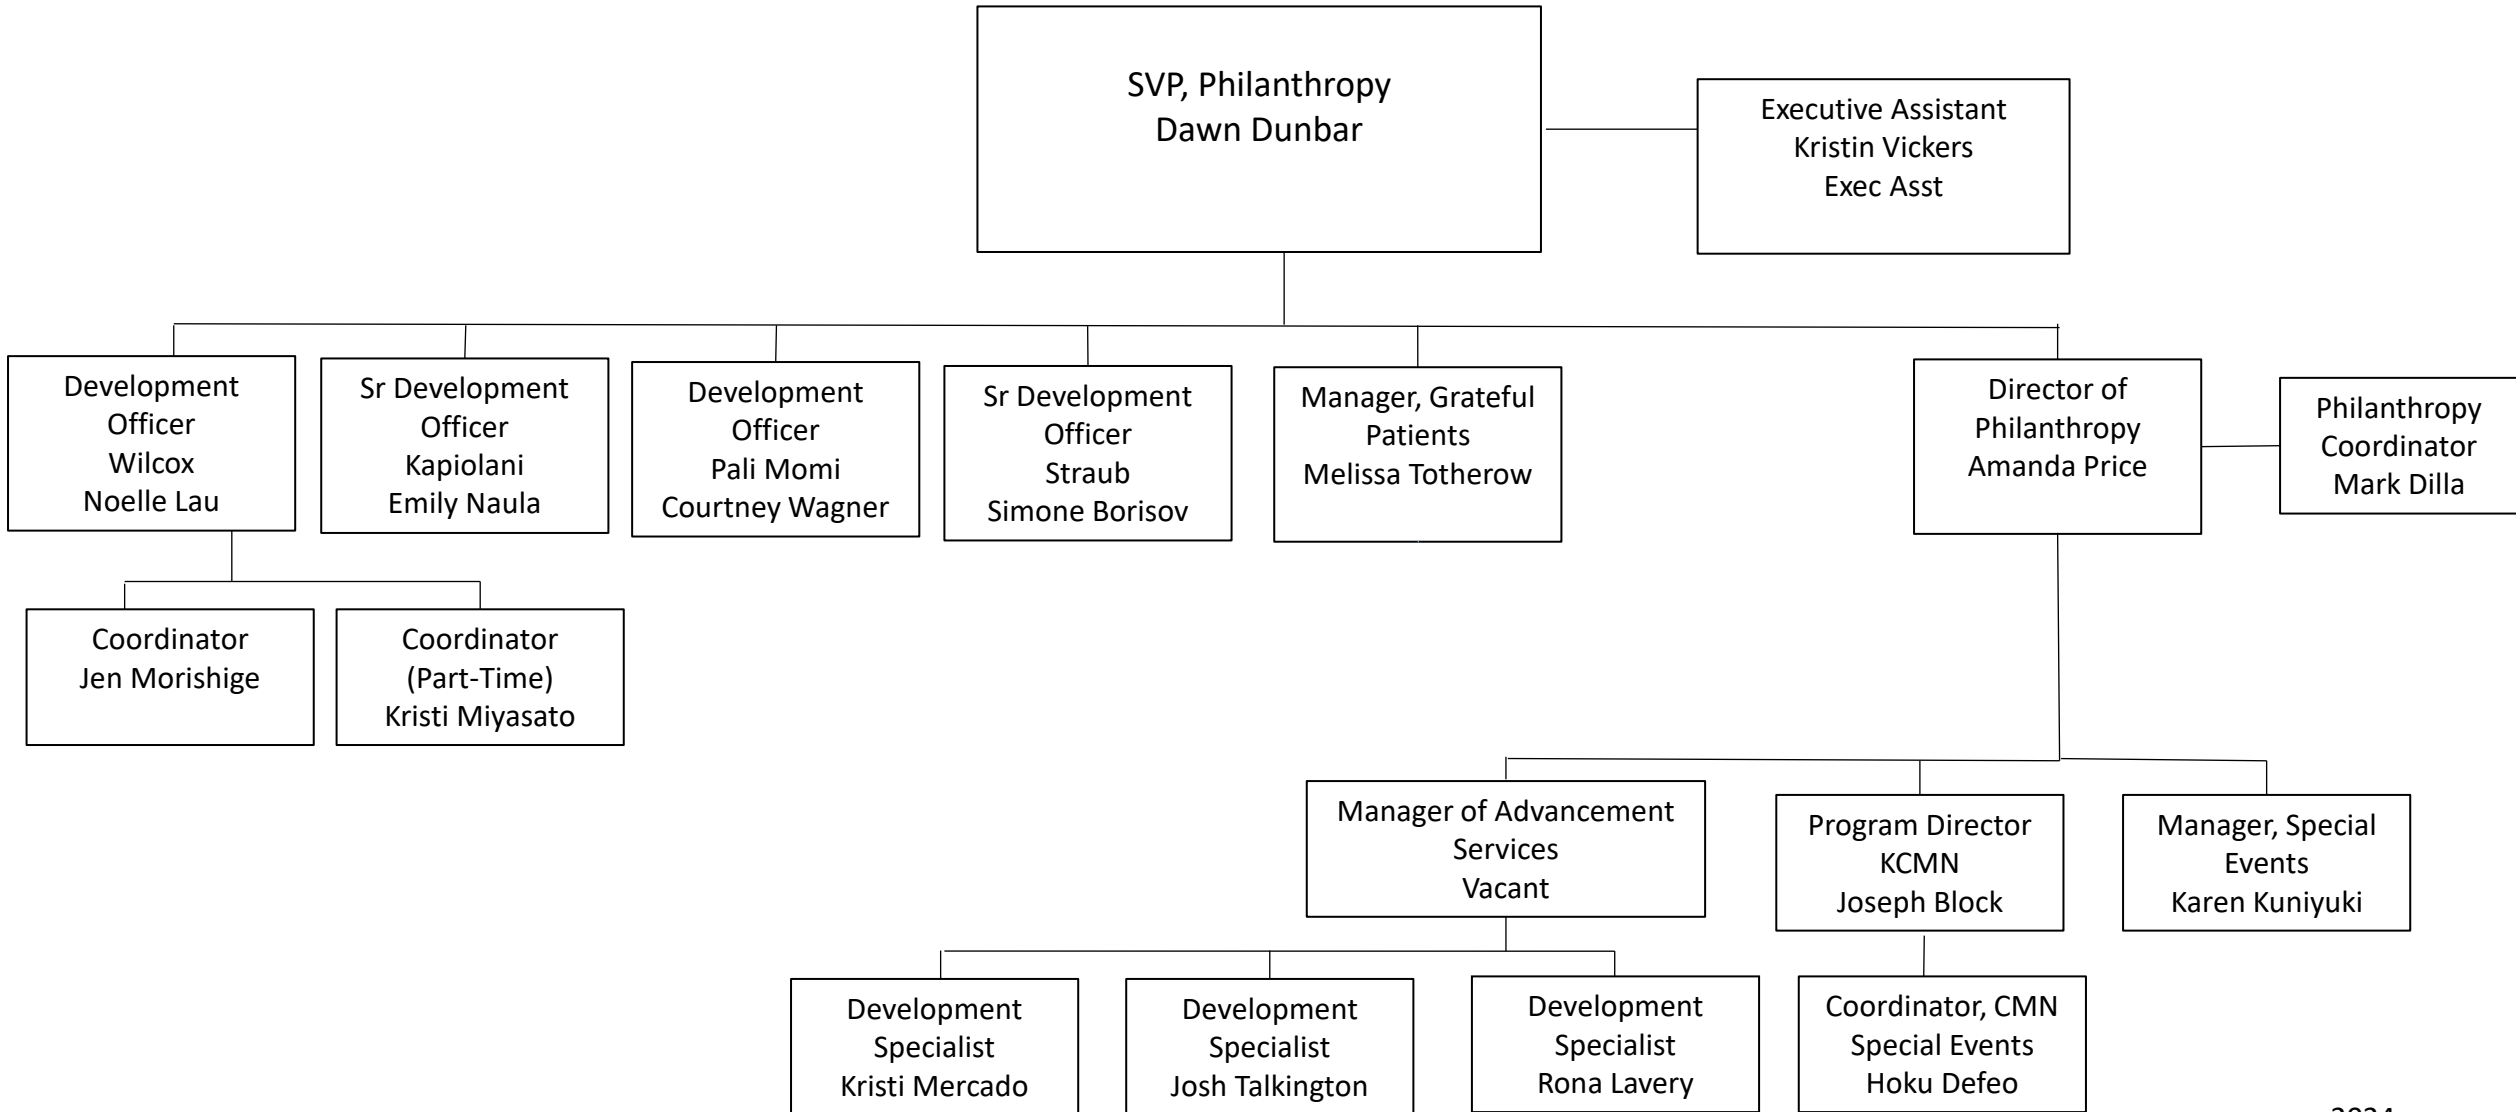 SVP, Philanthropy
Dawn Dunbar
Executive Assistant
Kristin Vickers
Exec Asst
Development
Officer
Wilcox
Noelle Lau
Sr Development
Officer
Kapiolani
Emily Naula
Development
Officer
Pali Momi
Courtney Wagner
Sr Development
Officer
Straub
Simone Borisov
Manager, Grateful
Patients
Melissa Totherow
Director of
Philanthropy
Amanda Price
Philanthropy
Coordinator
Mark Dilla
Coordinator
Jen Morishige
Coordinator
(Part-Time)
Kristi Miyasato
Manager of Advancement
Services
Vacant
Program Director
KCMN
Joseph Block
Manager, Special
Events
Karen Kuniyuki
Development
Specialist
Kristi Mercado
Development
Specialist
Josh Talkington
Development
Specialist
Rona Lavery
Coordinator, CMN
Special Events
Hoku Defeo